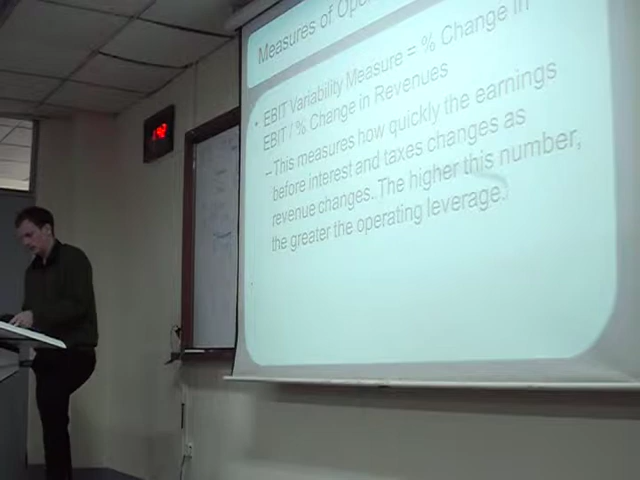 Measures of
EBIT Variability Measure = % Change in
EBIT / % Change in Revenues
– This measures how quickly the earnings
before interest and taxes changes as
revenue changes. The higher this number,
the greater the operating leverage.